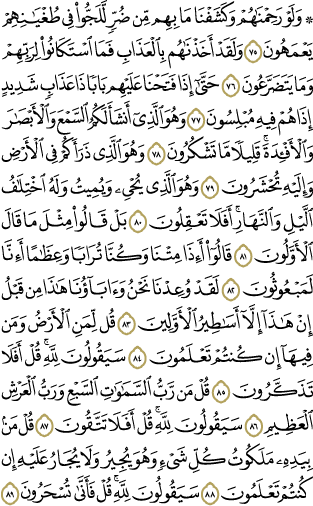 ۞ وَلَوْ رَحِمْنَٰهُمْ وَكَشَفْنَا مَا بِهِم مِّن ضُرٍّ لَّلَجُّوا۟ فِى طُغْيَٰنِهِمْ
يَعْمَهُونَ ٧٥ وَلَقَدْ أَخَذْنَٰهُم بِٱلْعَذَابِ فَمَا ٱسْتَكَانُوا۟ لِرَبِّهِمْ
وَمَا يَتَضَرَّعُونَ ٧٦ حَتَّىٰٓ إِذَا فَتَحْنَا عَلَيْهِم بَابًا ذَا عَذَابٍ شَدِيدٍ
إِذَا هُمْ فِيهِ مُبْلِسُونَ ٧٧ وَهُوَ ٱلَّذِىٓ أَنشَأَ لَكُمُ ٱلسَّمْعَ وَٱلْأَبْصَٰرَ
وَٱلْأَفْـِٔدَةَ ۚ قَلِيلًا مَّا تَشْكُرُونَ ٧٨ وَهُوَ ٱلَّذِى ذَرَأَكُمْ فِى ٱلْأَرْضِ
وَإِلَيْهِ تُحْشَرُونَ ٧٩ وَهُوَ ٱلَّذِى يُحْىِۦ وَيُمِيتُ وَلَهُ ٱخْتِلَٰفُ
ٱلَّيْلِ وَٱلنَّهَارِ ۚ أَفَلَا تَعْقِلُونَ ٨٠ بَلْ قَالُوا۟ مِثْلَ مَا قَالَ
ٱلْأَوَّلُونَ ٨١ قَالُوٓا۟ أَءِذَا مِتْنَا وَكُنَّا تُرَابًا وَعِظَٰمًا أَءِنَّا
لَمَبْعُوثُونَ ٨٢ لَقَدْ وُعِدْنَا نَحْنُ وَءَابَآؤُنَا هَٰذَا مِن قَبْلُ
إِنْ هَٰذَآ إِلَّآ أَسَٰطِيرُ ٱلْأَوَّلِينَ ٨٣ قُل لِّمَنِ ٱلْأَرْضُ وَمَن
فِيهَآ إِن كُنتُمْ تَعْلَمُونَ ٨٤ سَيَقُولُونَ لِلَّهِ ۚ قُلْ أَفَلَا
تَذَكَّرُونَ ٨٥ قُلْ مَن رَّبُّ ٱلسَّمَٰوَٰتِ ٱلسَّبْعِ وَرَبُّ ٱلْعَرْشِ
ٱلْعَظِيمِ ٨٦ سَيَقُولُونَ لِلَّهِ ۚ قُلْ أَفَلَا تَتَّقُونَ ٨٧ قُلْ مَنۢ
بِيَدِهِۦ مَلَكُوتُ كُلِّ شَىْءٍ وَهُوَ يُجِيرُ وَلَا يُجَارُ عَلَيْهِ إِن
كُنتُمْ تَعْلَمُونَ ٨٨ سَيَقُولُونَ لِلَّهِ ۚ قُلْ فَأَنَّىٰ تُسْحَرُونَ ٨٩